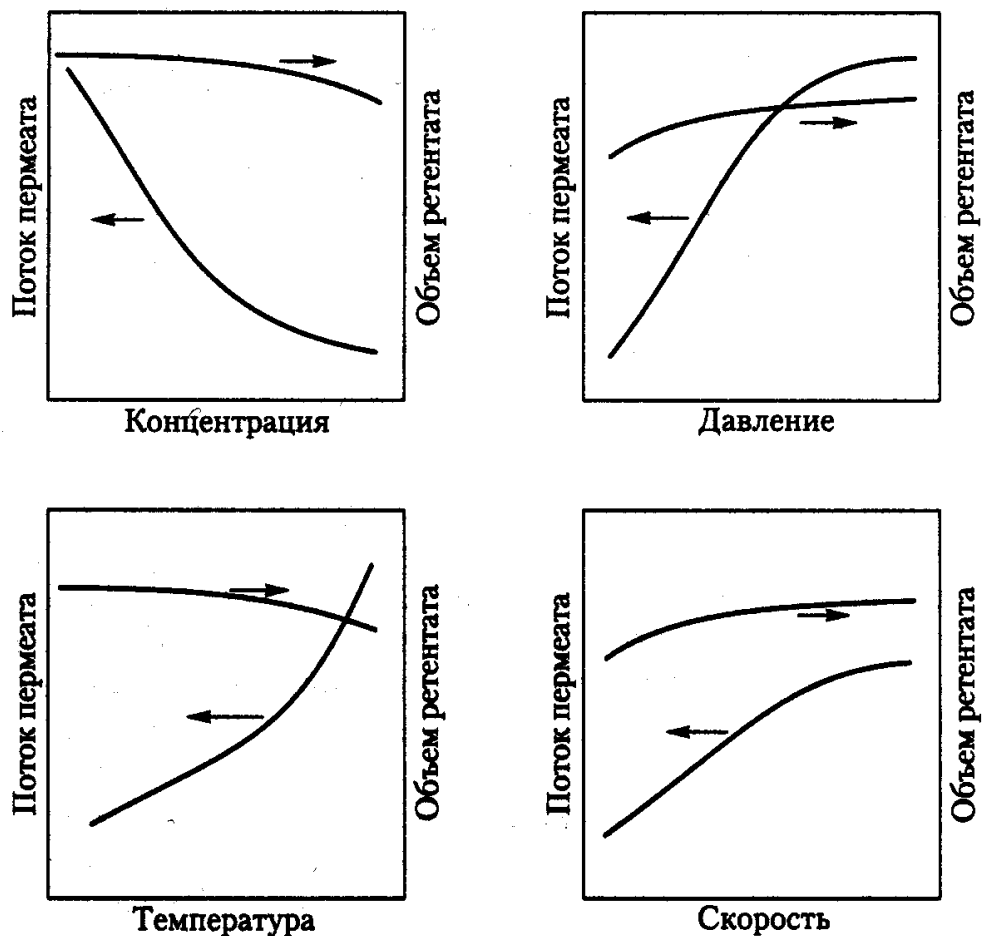 Поток пермеата
Объем ретентата
Концентрация
Поток пермеата
Объем ретентата
Давление
Поток пермеата
Объем ретентата
Температура
Поток пермеата
Объем ретентата
Скорость